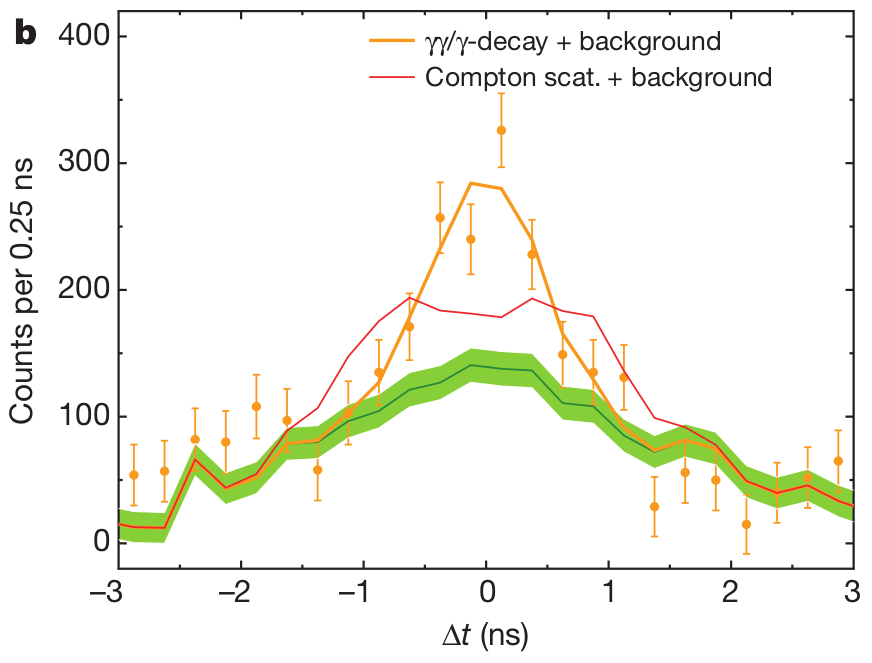 b
γγ/γ-decay + background
Compton scat. + background
Counts per 0.25 ns
400
300
200
100
0
−3 −2 −1 0 1 2 3
Δt (ns)